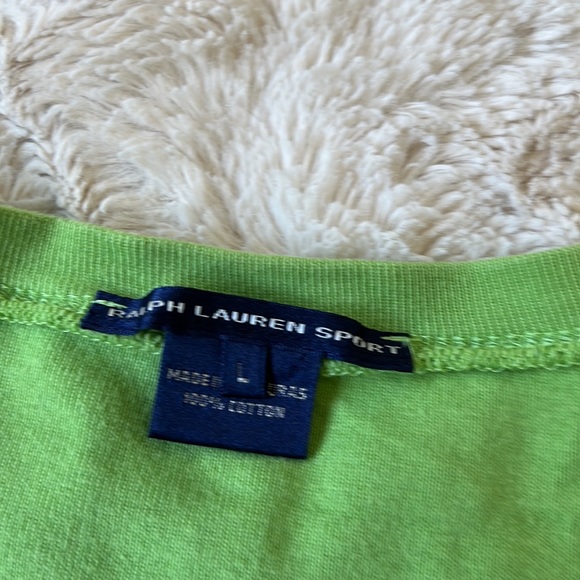 RALPH LAUREN SPORT
L
MADE
100% COTTON